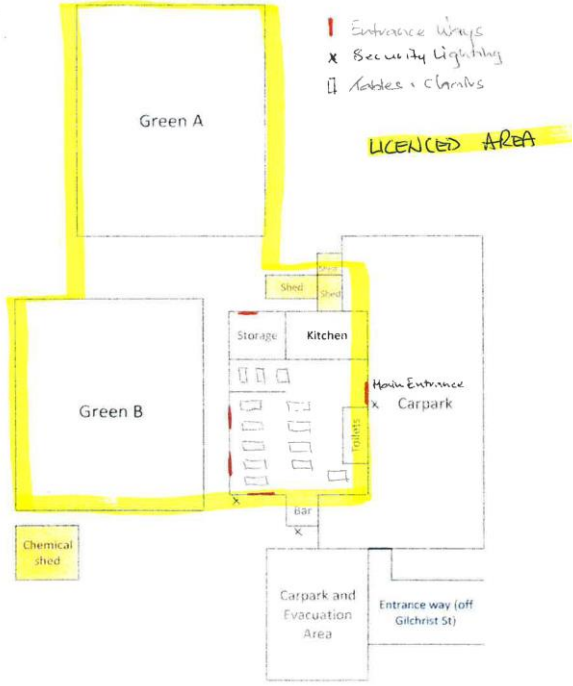 Entrance Ways
x Security Lighting
Tables + Chairs
LICENCED AREA
Green A
Shed
Shed
Shed
Storage
Kitchen
Main Entrance
x
Carpark
Green B
Toilets
x
Bar
x
Chemical
shed
Carpark and
Evacuation
Area
Entrance way (off
Gilchrist St)